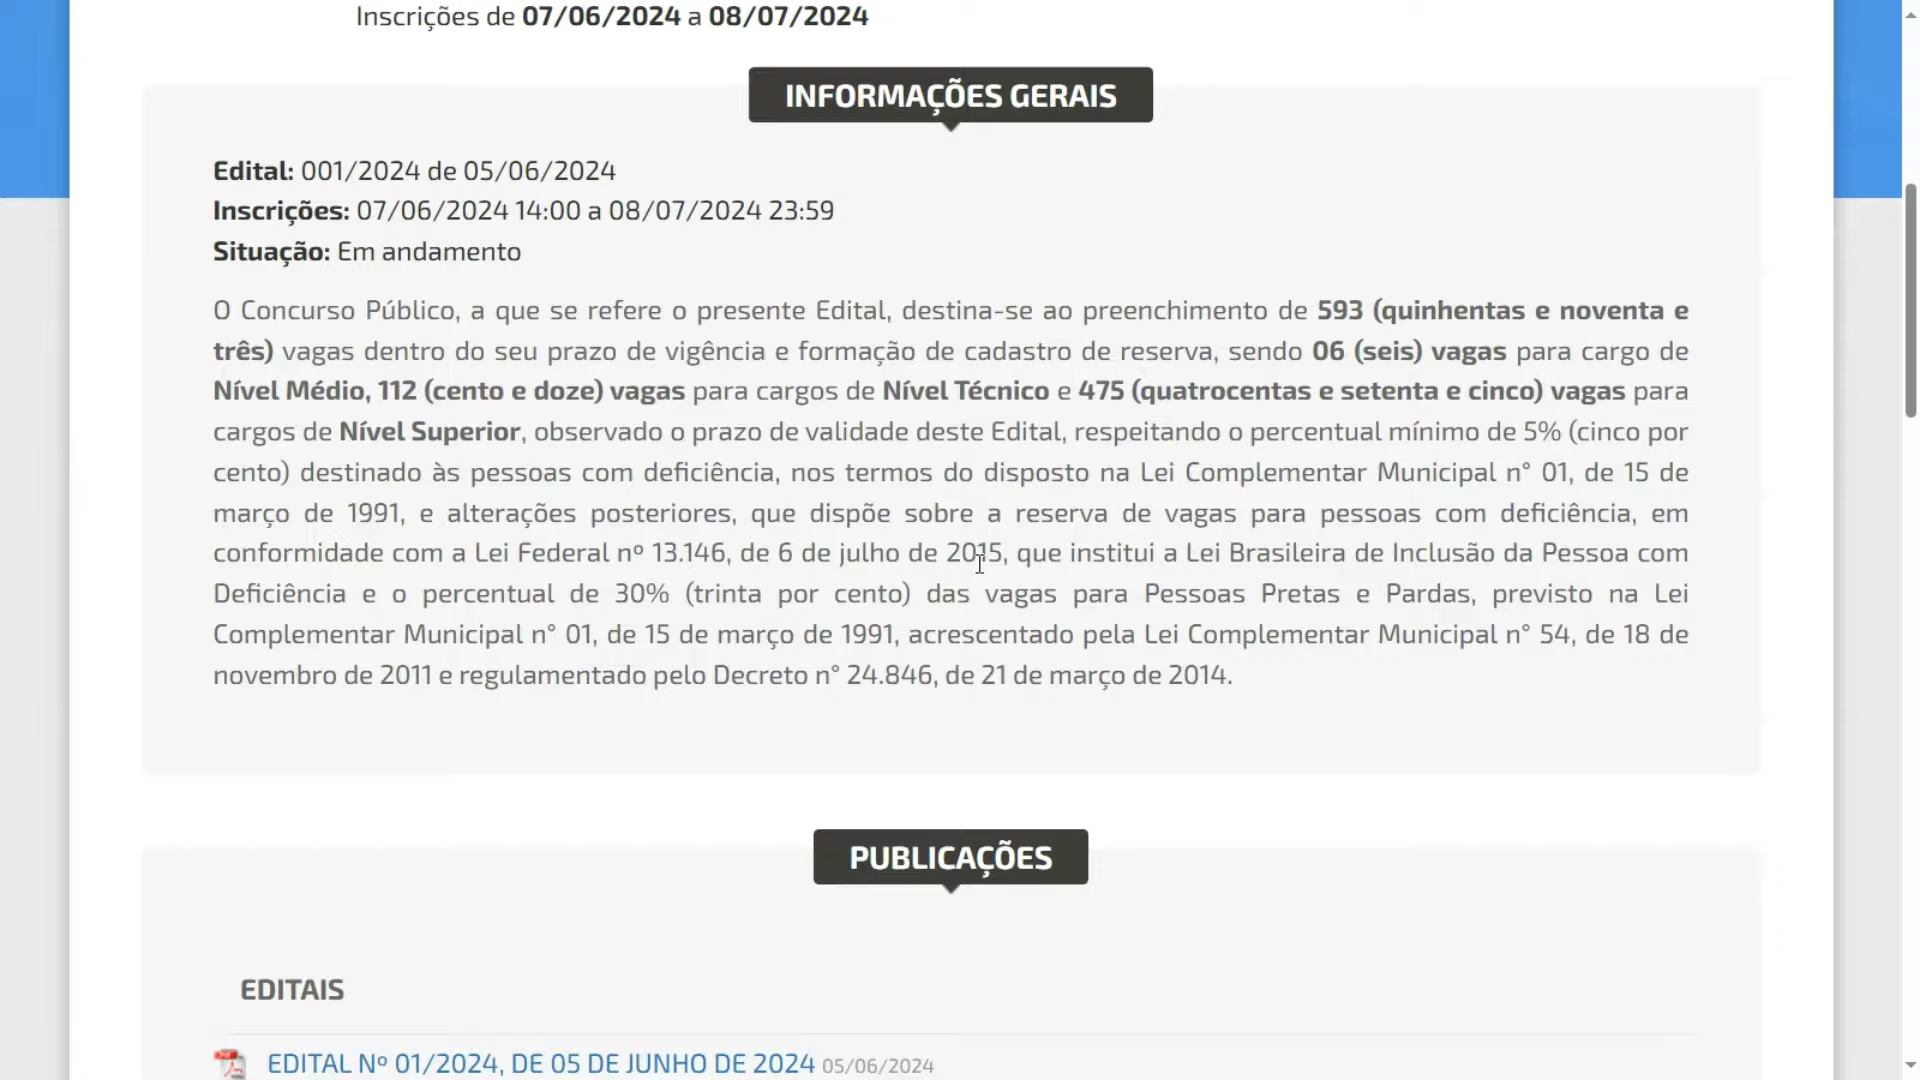 Inscrições de 07/06/2024 a 08/07/2024
INFORMAÇÕES GERAIS
Edital: 001/2024 de 05/06/2024
Inscrições: 07/06/2024 14:00 a 08/07/2024 23:59
Situação: Em andamento
O Concurso Público, a que se refere o presente Edital, destina-se ao preenchimento de 593 (quinhentas e noventa e
três) vagas dentro do seu prazo de vigência e formação de cadastro de reserva, sendo 06 (seis) vagas para cargo de
Nível Médio, 112 (cento e doze) vagas para cargos de Nível Técnico e 475 (quatrocentas e setenta e cinco) vagas para
cargos de Nível Superior, observado o prazo de validade deste Edital, respeitando o percentual mínimo de 5% (cinco por
cento) destinado às pessoas com deficiência, nos termos do disposto na Lei Complementar Municipal n° 01, de 15 de
março de 1991, e alterações posteriores, que dispõe sobre a reserva de vagas para pessoas com deficiência, em
conformidade com a Lei Federal nº 13.146, de 6 de julho de 2015, que institui a Lei Brasileira de Inclusão da Pessoa com
Deficiência e o percentual de 30% (trinta por cento) das vagas para Pessoas Pretas e Pardas, previsto na Lei
Complementar Municipal n° 01, de 15 de março de 1991, acrescentado pela Lei Complementar Municipal n° 54, de 18 de
novembro de 2011 e regulamentado pelo Decreto n° 24.846, de 21 de março de 2014.
PUBLICAÇÕES
EDITAIS
EDITAL Nº 01/2024, DE 05 DE JUNHO DE 2024 05/06/2024